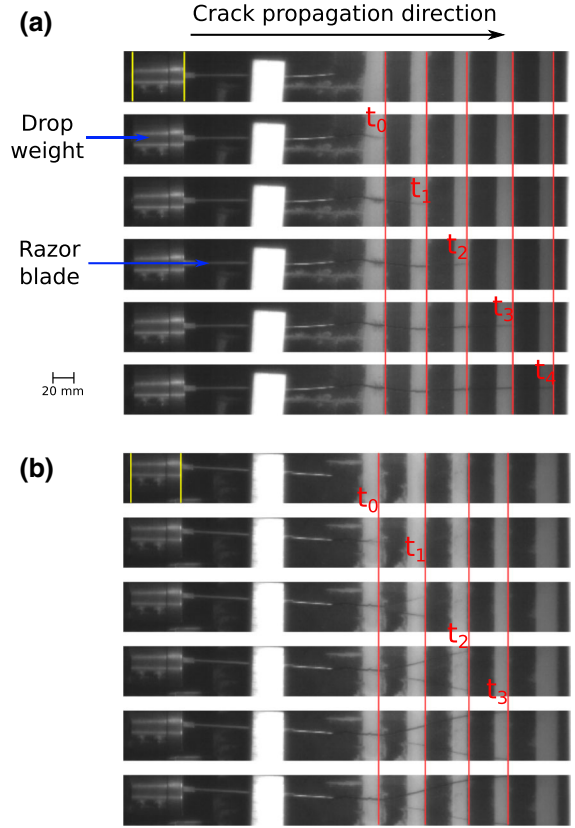 (a)
Crack propagation direction
Drop
weight
t0
t1
Razor
blade
t2
t3
t4
20 mm
(b)
t0
t1
t2
t3